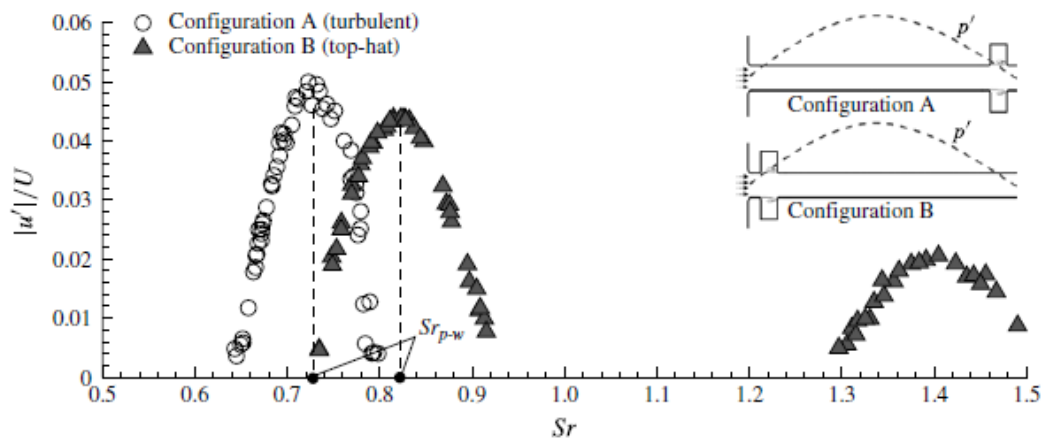 0.06
0.05
0.04
0.03
0.02
0.01
0
|u'|/U
Configuration A (turbulent)
Configuration B (top-hat)
p'
Configuration A
p'
Configuration B
Sr_{p-w}
0.5 0.6 0.7 0.8 0.9 1.0 1.1 1.2 1.3 1.4 1.5
Sr